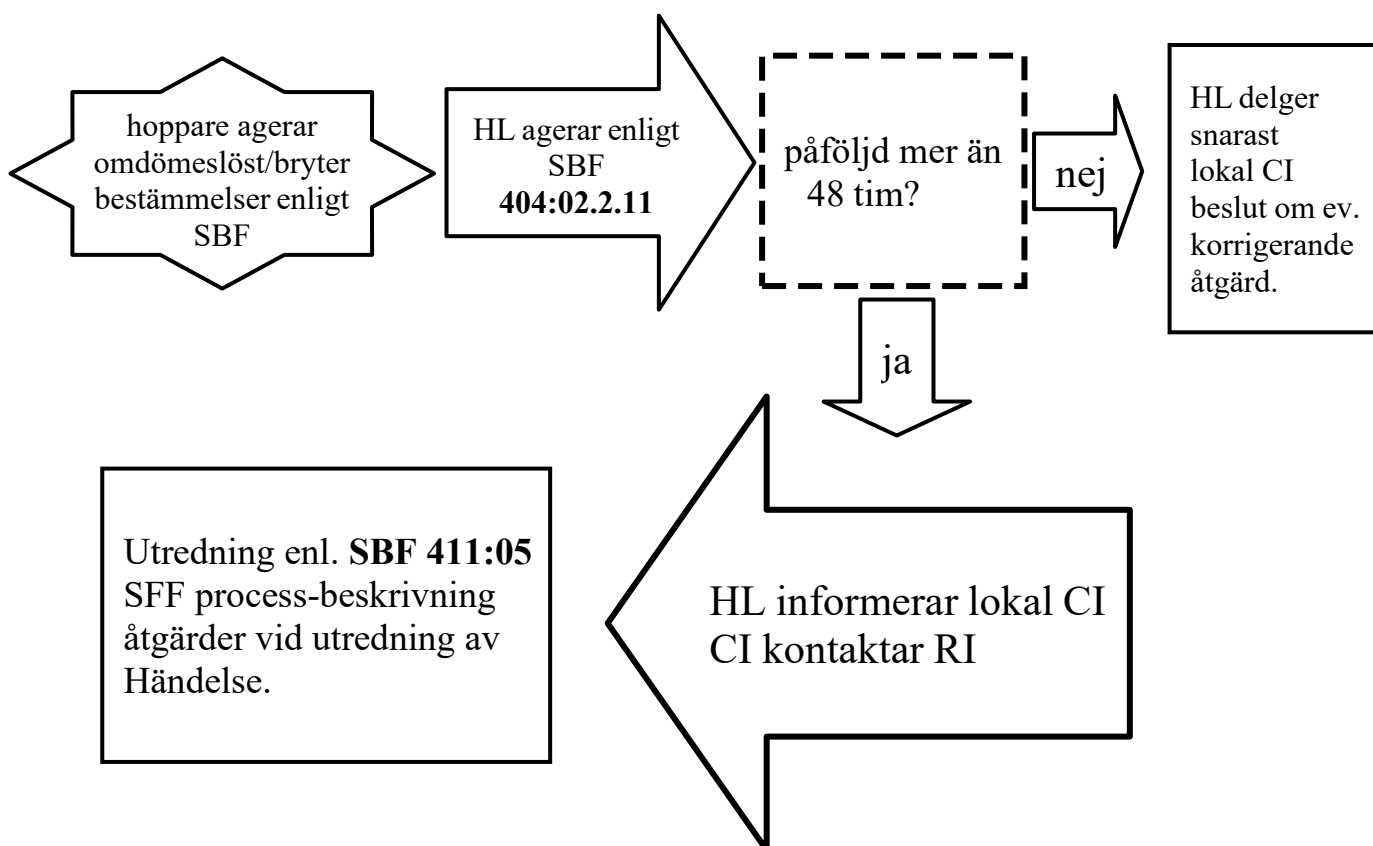 hoppare agerar
omdömeslöst/bryter
bestämmelser enligt
SBF
HL agerar enligt
SBF
404:02.2.11
påföljd mer än
48 tim?
nej
HL delger
snarast
lokal CI
beslut om ev.
korrigerande
åtgärd.
ja
HL informerar lokal CI
CI kontaktar RI
Utredning enl. SBF 411:05
SFF process-beskrivning
åtgärder vid utredning av
Händelse.